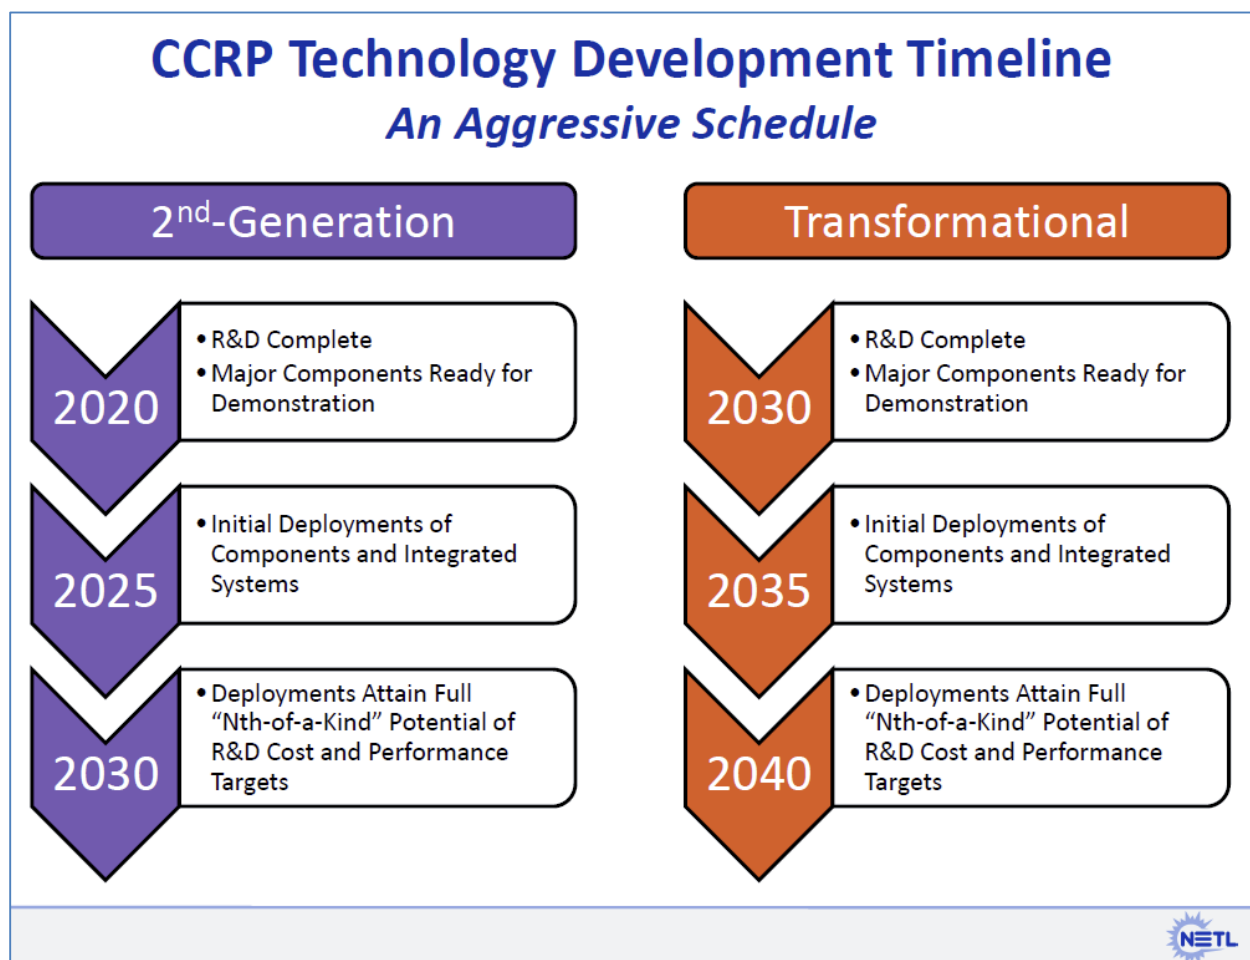 CCRP Technology Development Timeline
An Aggressive Schedule
2nd-Generation
2020
• R&D Complete
• Major Components Ready for
Demonstration
2025
• Initial Deployments of
Components and Integrated
Systems
2030
• Deployments Attain Full
“Nth-of-a-Kind” Potential of
R&D Cost and Performance
Targets
Transformational
2030
• R&D Complete
• Major Components Ready for
Demonstration
2035
• Initial Deployments of
Components and Integrated
Systems
2040
• Deployments Attain Full
“Nth-of-a-Kind” Potential of
R&D Cost and Performance
Targets
NETL